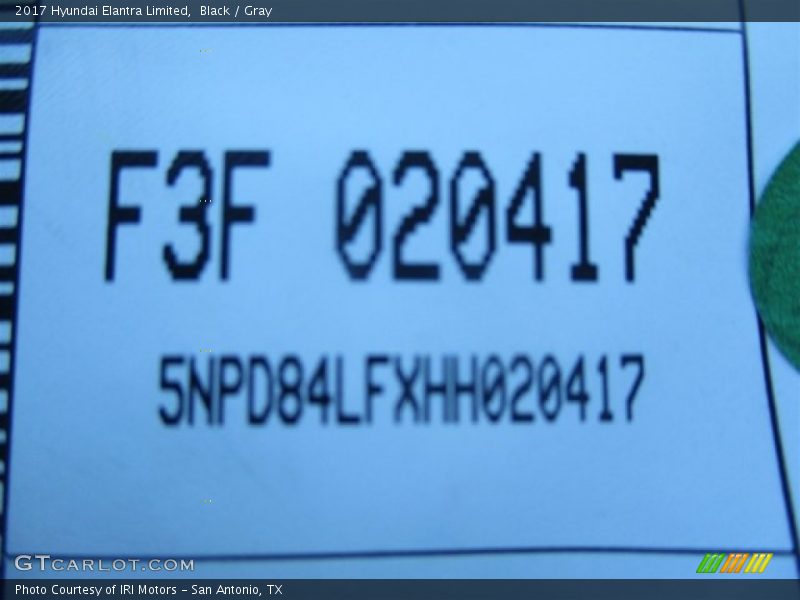 2017 Hyundai Elantra Limited,  Black / Gray
F3F 020417
5NPD84LFXHH020417
GTCARLOT.COM
Photo Courtesy of IRI Motors – San Antonio, TX